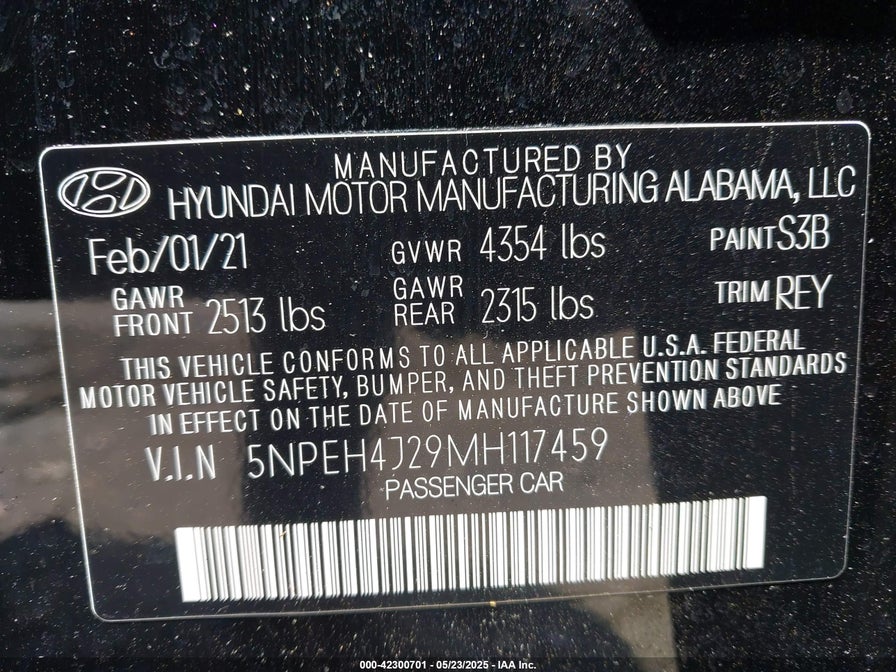 MANUFACTURED BY
HYUNDAI MOTOR MANUFACTURING ALABAMA, LLC
Feb/01/21 GVWR 4354 lbs PAINT S3B
GAWR FRONT 2513 lbs GAWR REAR 2315 lbs TRIM REY
THIS VEHICLE CONFORMS TO ALL APPLICABLE U.S.A. FEDERAL
MOTOR VEHICLE SAFETY, BUMPER, AND THEFT PREVENTION STANDARDS
IN EFFECT ON THE DATE OF MANUFACTURE SHOWN ABOVE
V.I.N 5NPEH4J29MH117459
PASSENGER CAR
000-42300701 - 05/23/2025 - IAA Inc.